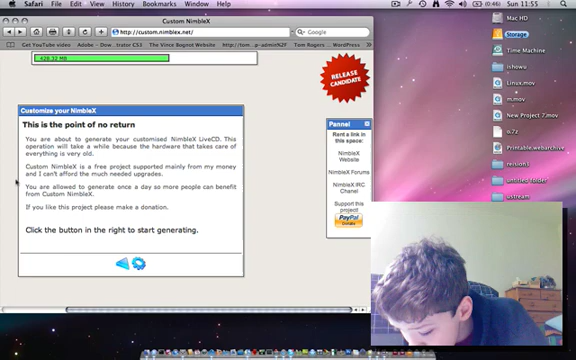 Safari File Edit View History Bookmarks Window Help
(0:46) Sun 11:55
Custom NimbleX
http://custom.nimblex.net/
Google
Get YouTube video
The Vince Bognot Website
WordPress
428.32 MB
RELEASE
CANDIDATE
Mac HD
Storage
Time Machine
ishowu
Linux.mov
m.mov
New Project 7.mov
Printable.webarchive
untitled folder
ustream
Customize your NimbleX
This is the point of no return
You are about to generate your customised NimbleX LiveCD. This
operation will take a while because the hardware that takes care of
everything is very old.
Custom NimbleX is a free project supported mainly from my money
and I can't afford the much needed upgrades.
You are allowed to generate once a day so more people can benefit
from Custom NimbleX.
If you like this project please make a donation.
Click the button in the right to start generating.
Pannel
Rent a link in
this space:
NimbleX
Website
NimbleX Forums
NimbleX IRC
Chanel
Support this
project
PayPal
Donate